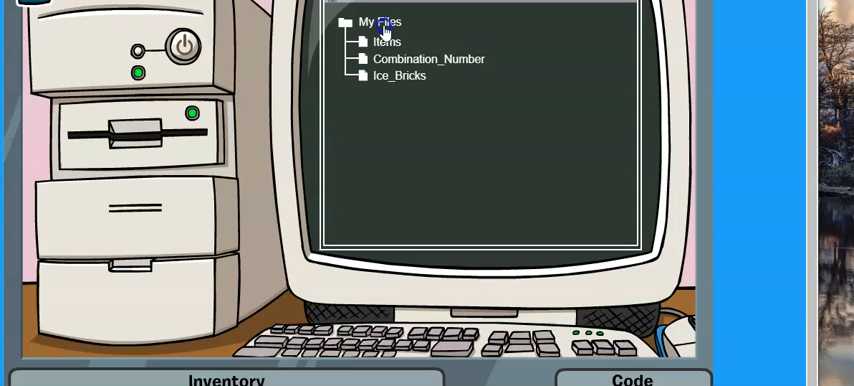 My Files
Items
Combination_Number
Ice_Bricks
Inventory
Code